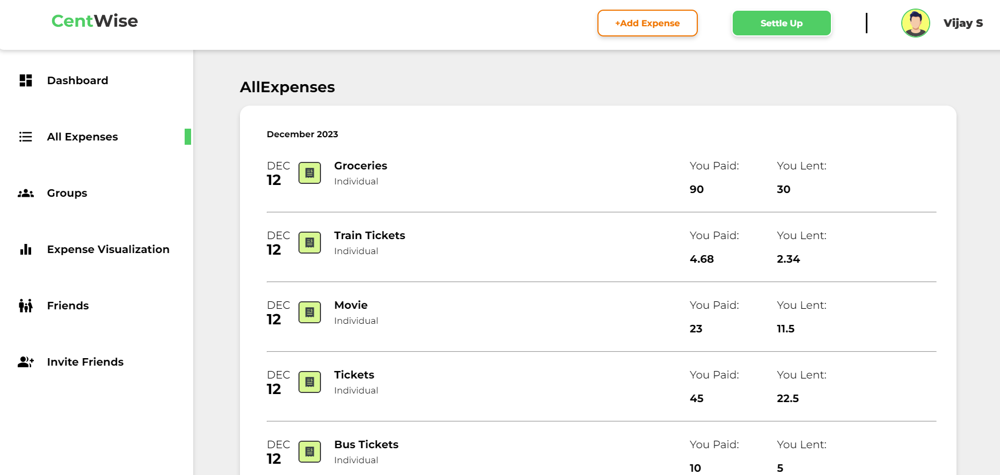 CentWise
+Add Expense
Settle Up
Vijay S
Dashboard
All Expenses
Groups
Expense Visualization
Friends
Invite Friends
AllExpenses
December 2023
DEC
12
Groceries
Individual
You Paid:
90
You Lent:
30
DEC
12
Train Tickets
Individual
You Paid:
4.68
You Lent:
2.34
DEC
12
Movie
Individual
You Paid:
23
You Lent:
11.5
DEC
12
Tickets
Individual
You Paid:
45
You Lent:
22.5
DEC
12
Bus Tickets
Individual
You Paid:
10
You Lent:
5